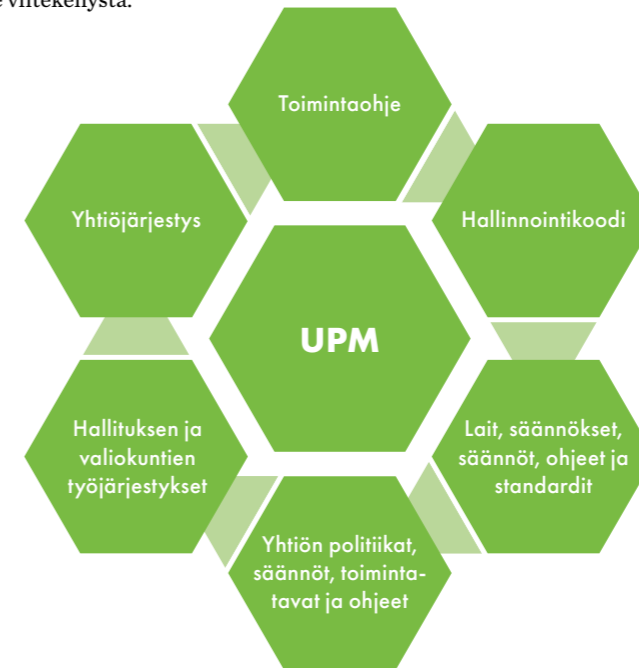 viitekehystä.
Toimintaohje
Yhtiöjärjestys
Hallinnointikoodi
UPM
Hallituksen ja
valiokuntien
työjärjestykset
Lait, säännökset,
säännöt, ohjeet ja
standardit
Yhtiön politiikat,
säännöt, toiminta-
tavat ja ohjeet